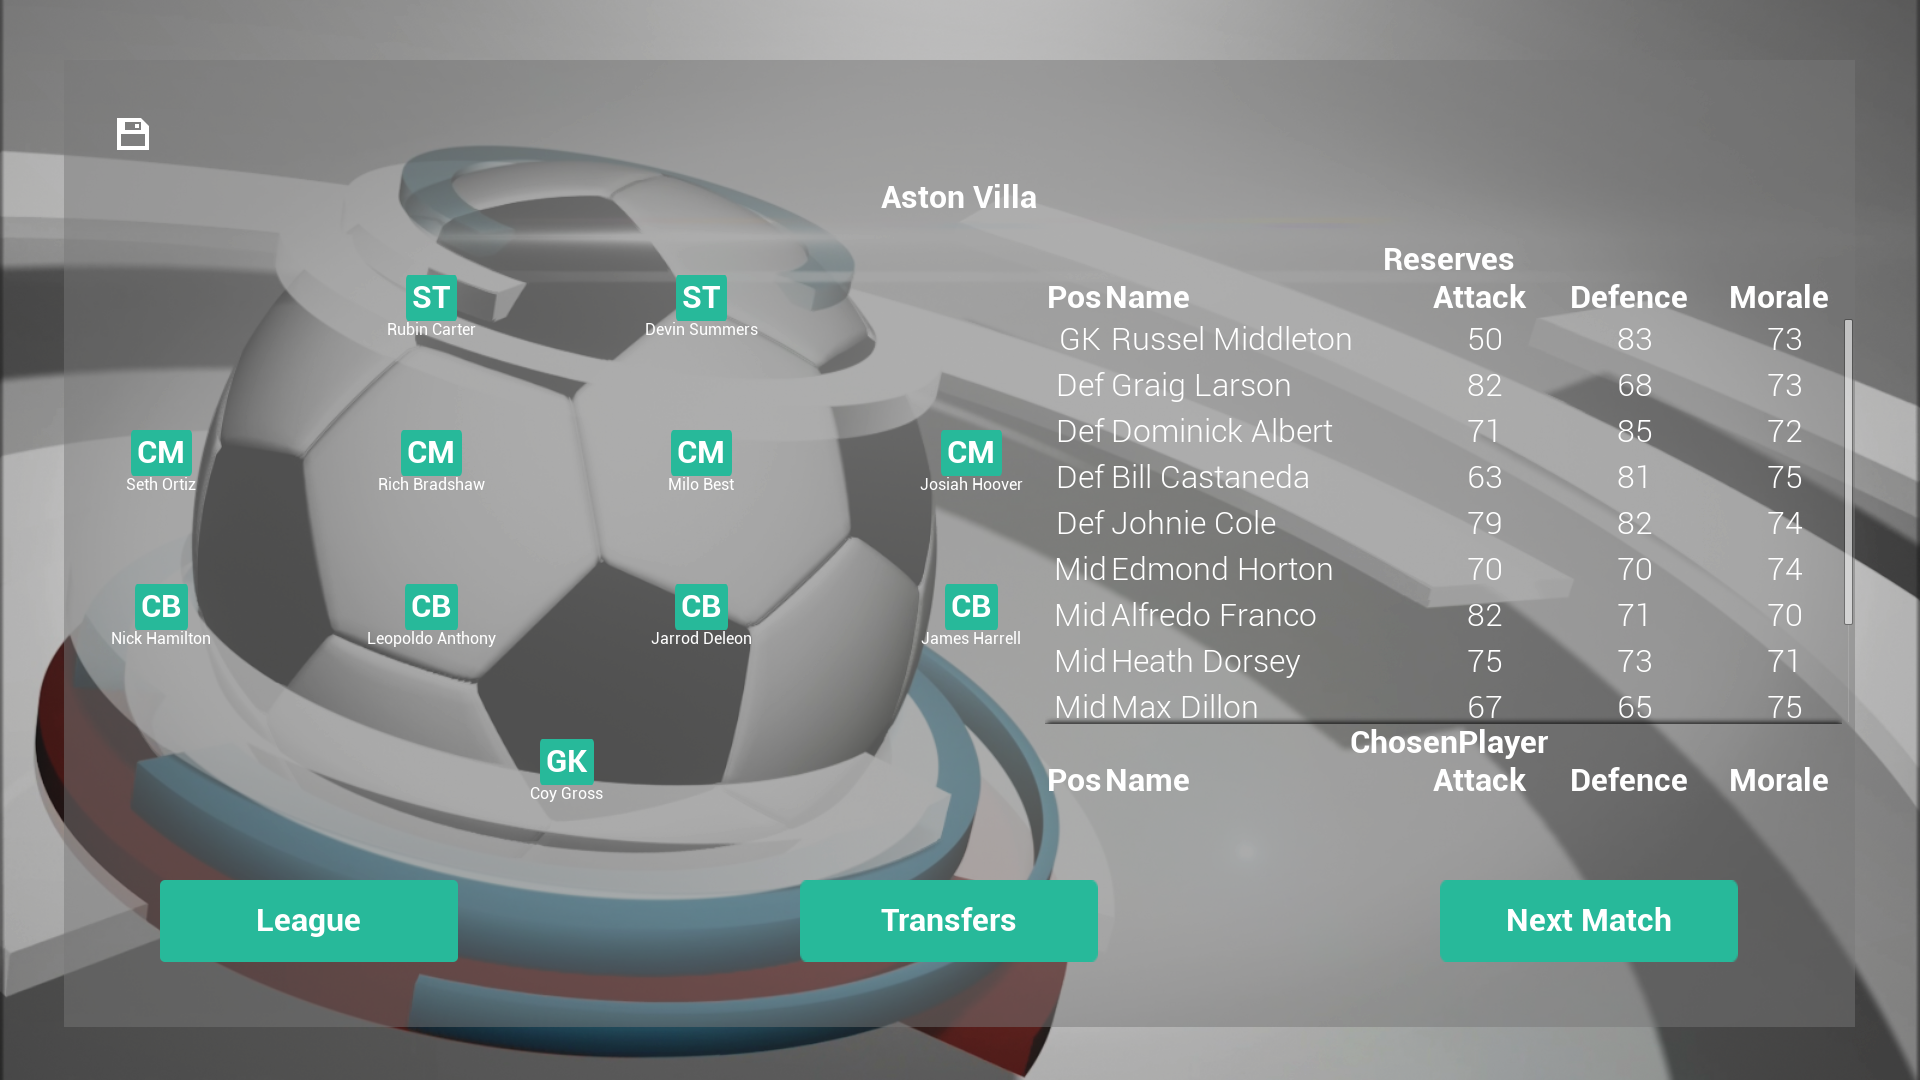 Aston Villa
ST ST
Rubin Carter Devin Summers
CM CM CM CM
Seth Ortiz Rich Bradshaw Milo Best Josiah Hoover
CB CB CB CB
Nick Hamilton Leopoldo Anthony Jarrod Deleon James Harrell
GK
Coy Gross
Reserves
Pos Name Attack Defence Morale
GK Russel Middleton 50 83 73
Def Graig Larson 82 68 73
Def Dominick Albert 71 85 72
Def Bill Castaneda 63 81 75
Def Johnie Cole 79 82 74
Mid Edmond Horton 70 70 74
Mid Alfredo Franco 82 71 70
Mid Heath Dorsey 75 73 71
Mid Max Dillon 67 65 75
ChosenPlayer
Pos Name Attack Defence Morale
League Transfers Next Match